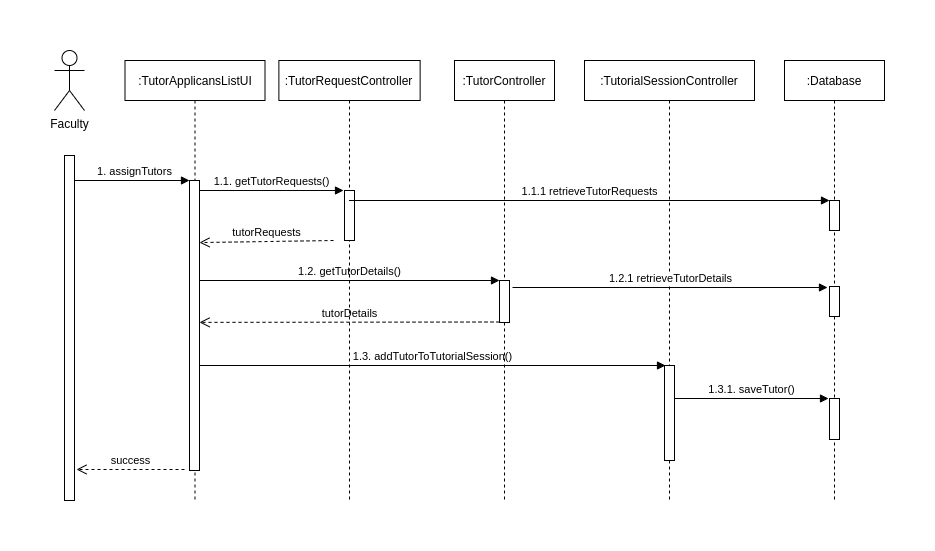 :TutorApplicansListUI
:TutorRequestController
:TutorController
:TutorialSessionController
:Database
Faculty
1. assignTutors
1.1. getTutorRequests()
1.1.1 retrieveTutorRequests
tutorRequests
1.2. getTutorDetails()
1.2.1 retrieveTutorDetails
tutorDetails
1.3. addTutorToTutorialSession()
1.3.1. saveTutor()
success